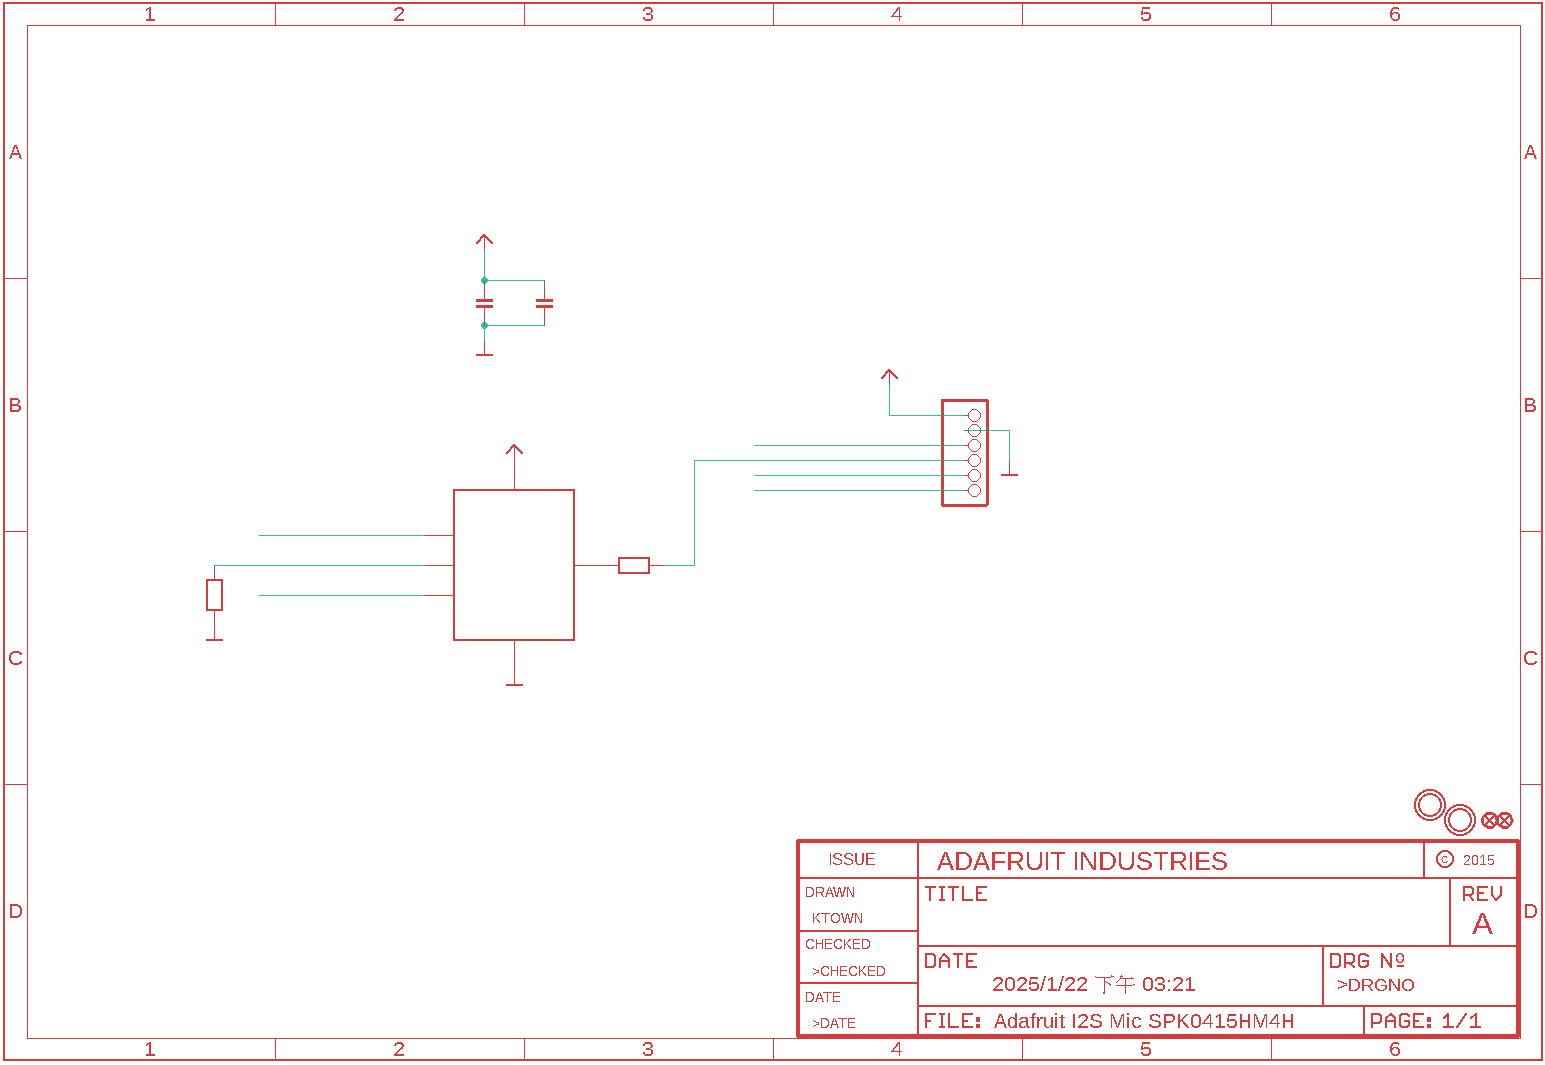 1 2 3 4 5 6
A A
B B
C C
D D
ISSUE
ADAFRUIT INDUSTRIES
© 2015
DRAWN
KTOWN
TITLE
REV
A
CHECKED
>CHECKED
DATE
2025/1/22 下午 03:21
DRG Nº
>DRGNO
DATE
>DATE
FILE: Adafruit I2S Mic SPK0415HM4H
PAGE: 1/1
1 2 3 4 5 6